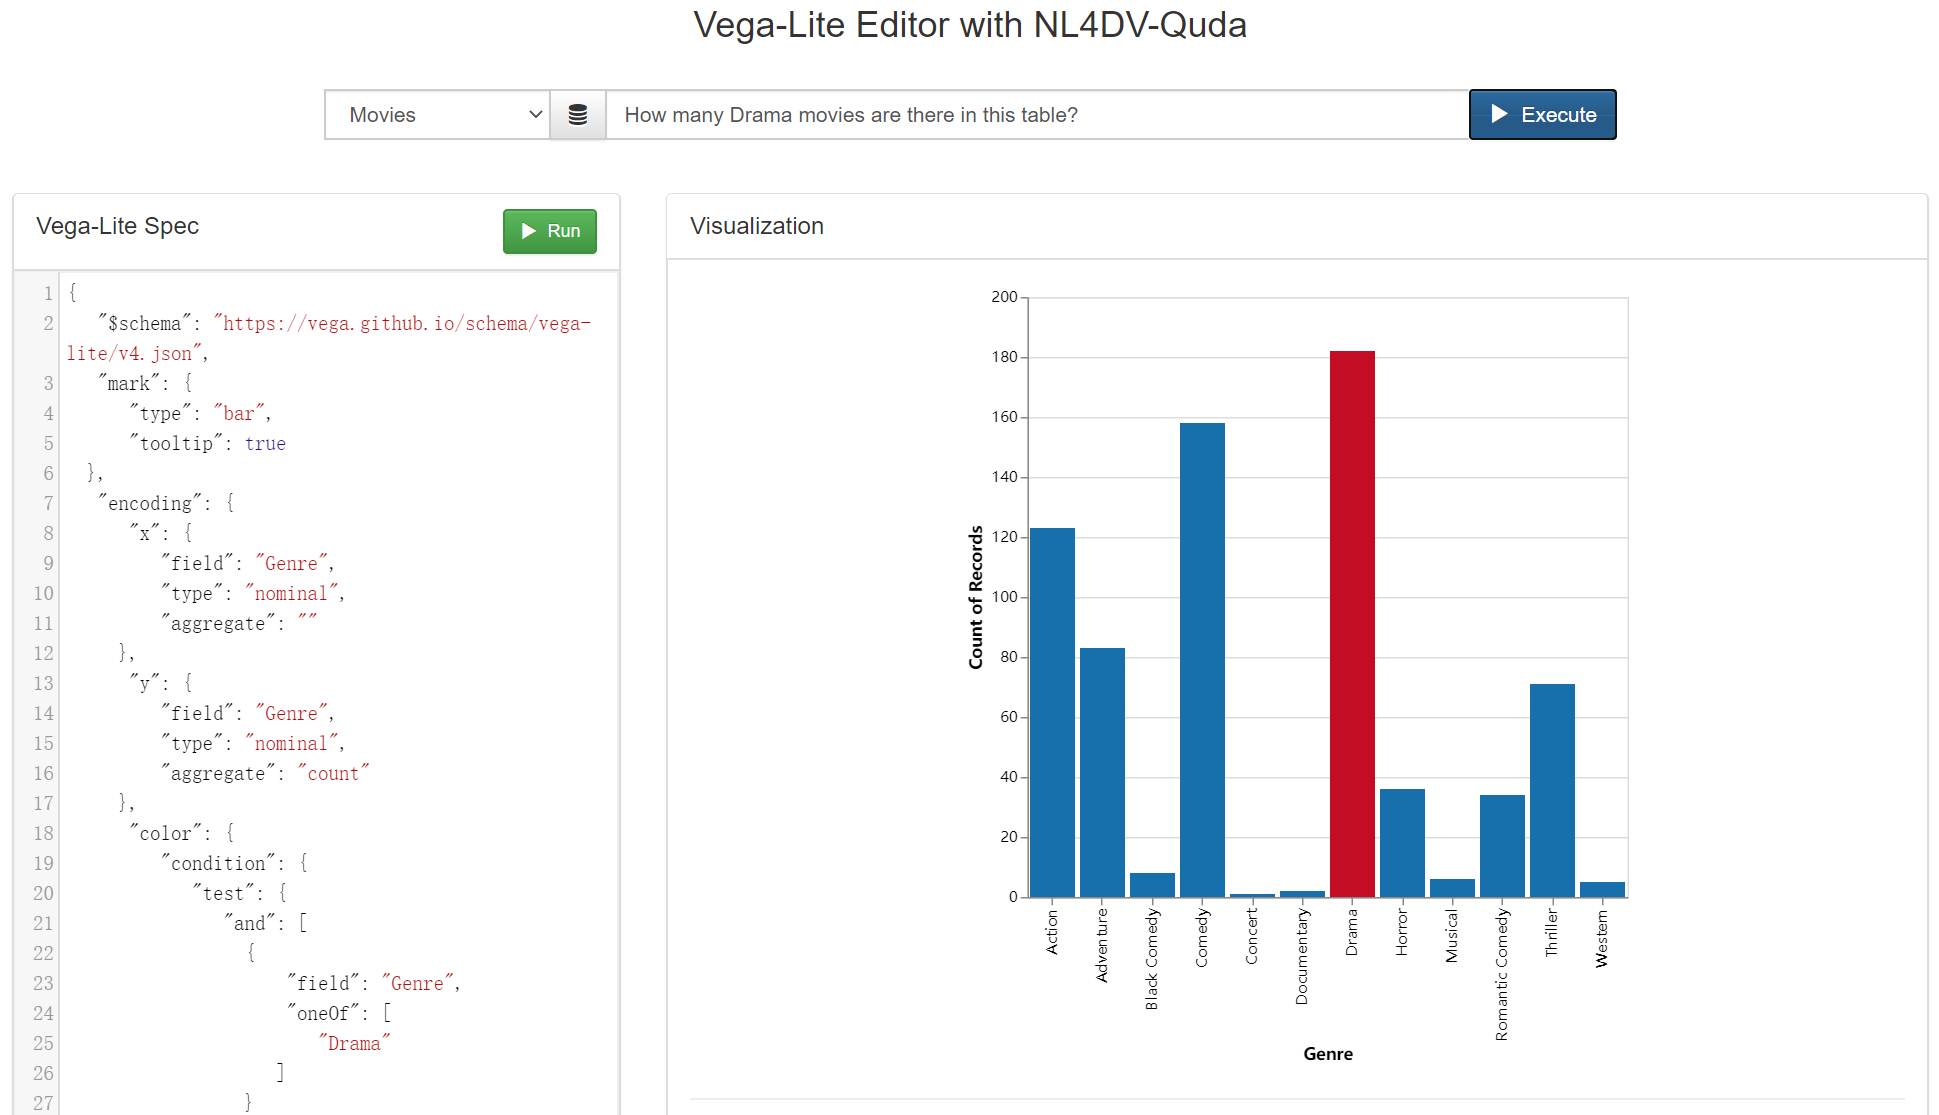 Vega-Lite Editor with NL4DV-Quda
Movies
How many Drama movies are there in this table?
Execute
Vega-Lite Spec
Run
1 {
2 "$schema": "https://vega.github.io/schema/vega-
lite/v4.json",
3 "mark": {
4 "type": "bar",
5 "tooltip": true
6 },
7 "encoding": {
8 "x": {
9 "field": "Genre",
10 "type": "nominal",
11 "aggregate": ""
12 },
13 "y": {
14 "field": "Genre",
15 "type": "nominal",
16 "aggregate": "count"
17 },
18 "color": {
19 "condition": {
20 "test": {
21 "and": [
22 {
23 "field": "Genre",
24 "oneOf": [
25 "Drama"
26 ]
27 }
Visualization
200
180
160
140
120
100
80
60
40
20
0
Count of Records
Action
Adventure
Black Comedy
Comedy
Concert
Documentary
Drama
Horror
Musical
Romantic Comedy
Thriller
Western
Genre